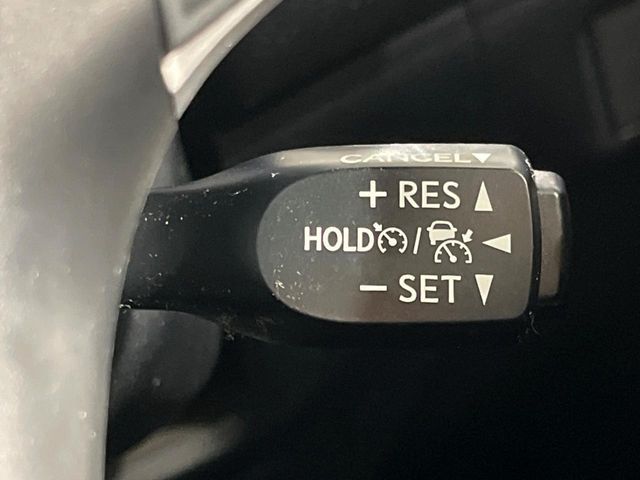 CANCEL▼
+ RES ▲
HOLD / ◀
− SET ▼